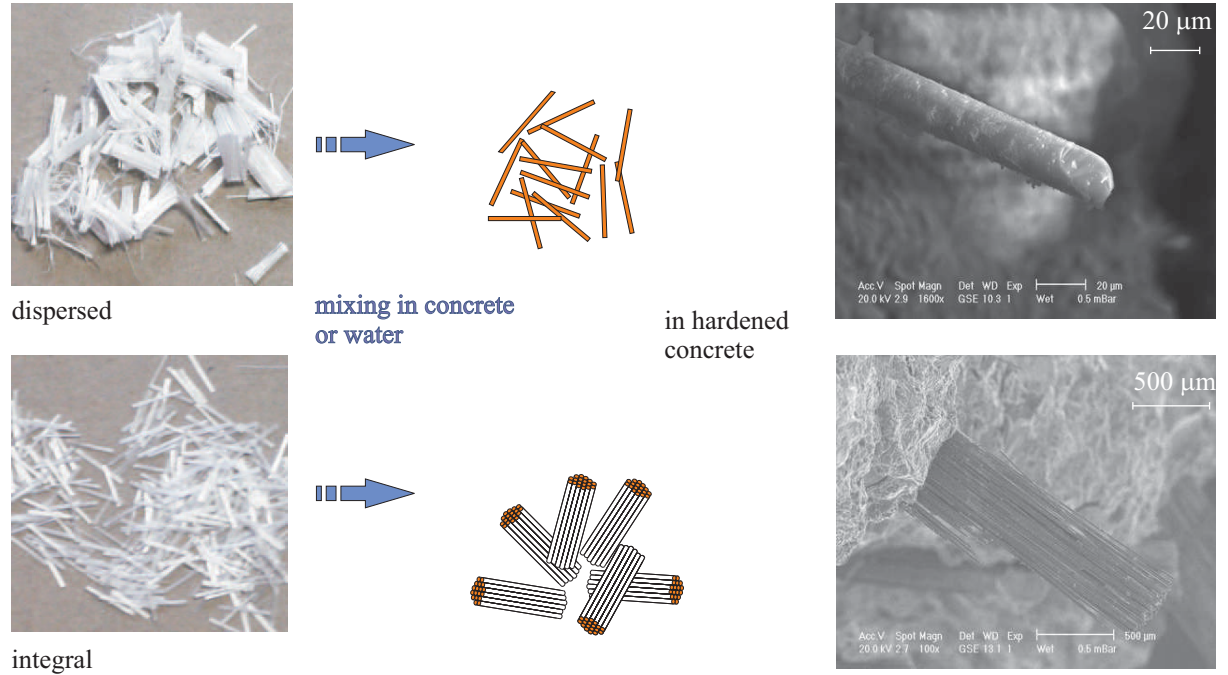 20 μm
Acc.V Spot Magn Det WD Exp 20 μm
20.0 kV 2.9 1600x GSE 10.3 1 Wet 0.5 mBar
dispersed
mixing in concrete
or water
in hardened
concrete
500 μm
Acc.V Spot Magn Det WD Exp 500 μm
20.0 kV 2.7 100x GSE 13.1 1 Wet 0.5 mBar
integral